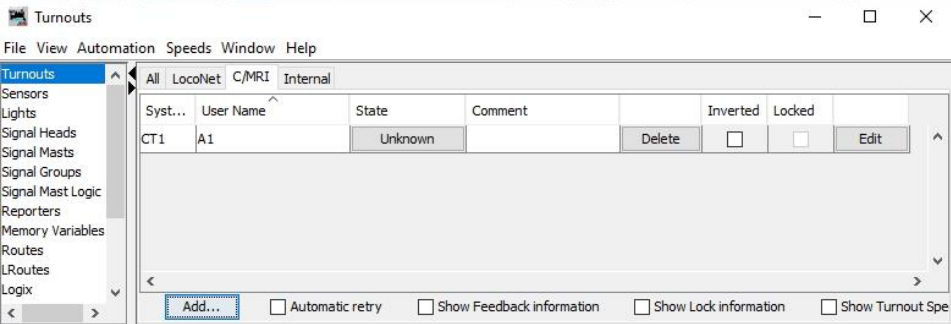 Turnouts
File View Automation Speeds Window Help
Turnouts
Sensors
Lights
Signal Heads
Signal Masts
Signal Groups
Signal Mast Logic
Reporters
Memory Variables
Routes
LRoutes
Logix
All LocoNet C/MRI Internal
Syst... User Name State Comment Inverted Locked
CT1 A1 Unknown Delete Edit
Add... Automatic retry Show Feedback information Show Lock information Show Turnout Spe